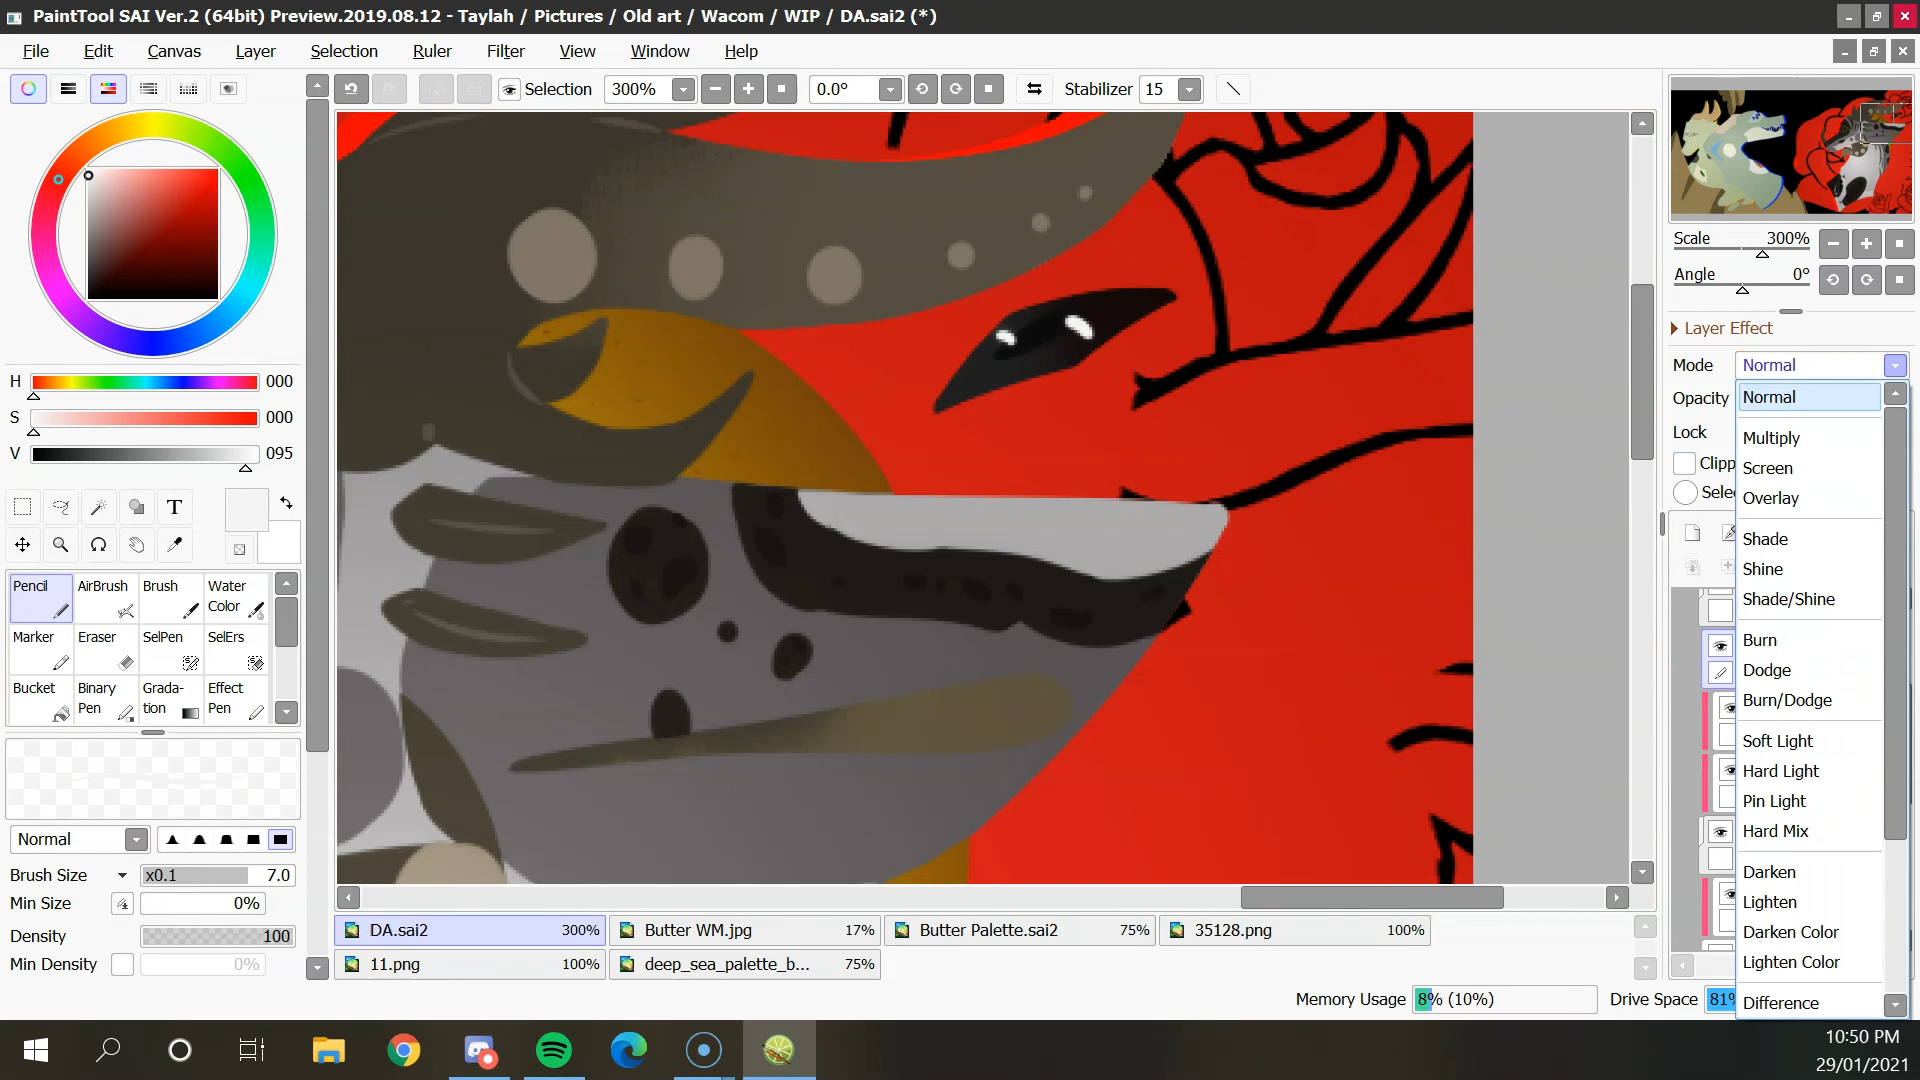 PaintTool SAI Ver.2 (64bit) Preview.2019.08.12 - Taylah / Pictures / Old art / Wacom / WIP / DA.sai2 (*)
File Edit Canvas Layer Selection Ruler Filter View Window Help
Selection 300% 0.0° Stabilizer 15
Scale 300%
Angle 0°
Layer Effect
Mode Normal
Opacity
Lock
Normal
Multiply
Screen
Overlay
Shade
Shine
Shade/Shine
Burn
Dodge
Burn/Dodge
Soft Light
Hard Light
Pin Light
Hard Mix
Darken
Lighten
Darken Color
Lighten Color
Difference
H 000
S 000
V 095
T
Pencil AirBrush Brush Water Color
Marker Eraser SelPen SelErs
Bucket Binary Pen Grada-tion Effect Pen
Normal
Brush Size x0.1 7.0
Min Size 0%
Density 100
Min Density 0%
DA.sai2 300% Butter WM.jpg 17% Butter Palette.sai2 75% 35128.png 100%
11.png 100% deep_sea_palette_b... 75%
Memory Usage 8% (10%) Drive Space 81%
10:50 PM
29/01/2021